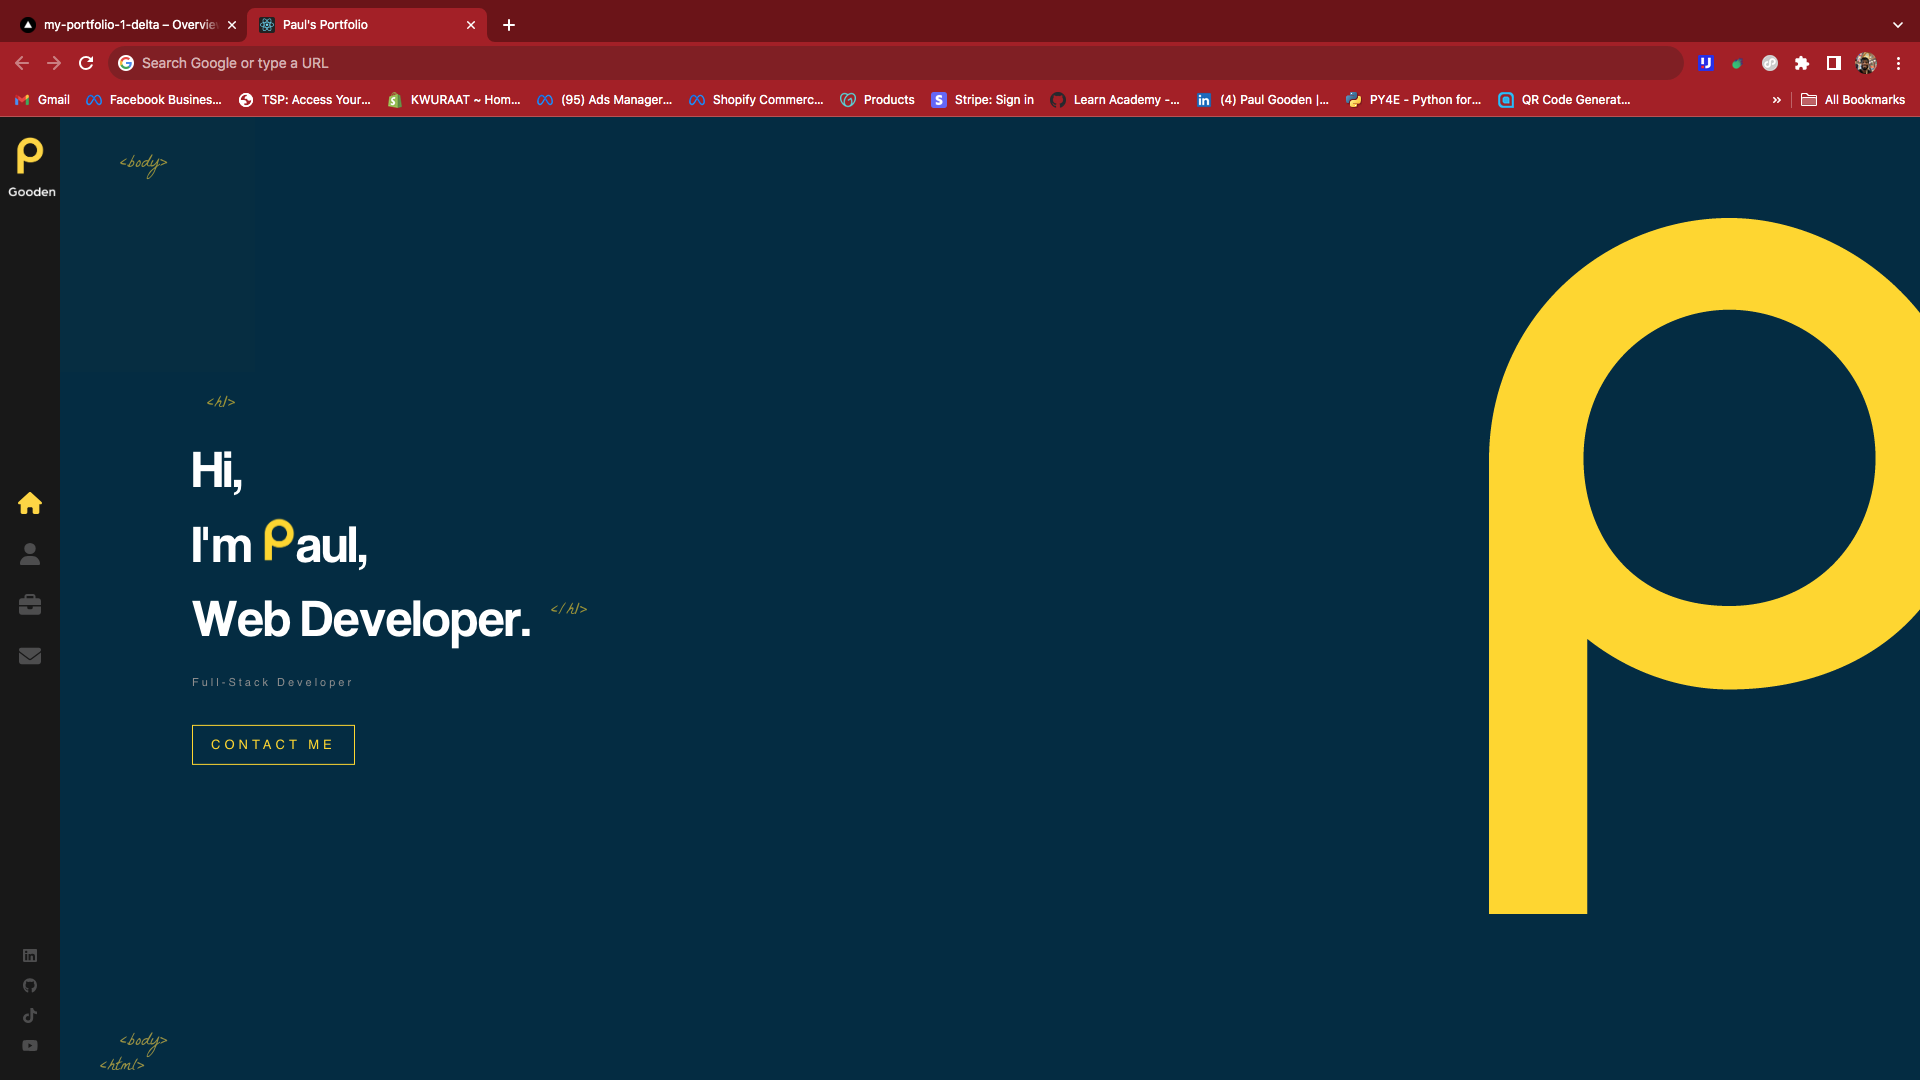 my-portfolio-1-delta – Overvie
Paul's Portfolio
Search Google or type a URL
Gmail
Facebook Busines...
TSP: Access Your...
KWURAAT ~ Hom...
(95) Ads Manager...
Shopify Commerc...
Products
Stripe: Sign in
Learn Academy -...
(4) Paul Gooden |...
PY4E - Python for...
QR Code Generat...
»
All Bookmarks
P
Gooden
<body>
<h1>
Hi,
I'm Paul,
Web Developer.
</h1>
Full-Stack Developer
CONTACT ME
P
<body>
<html>